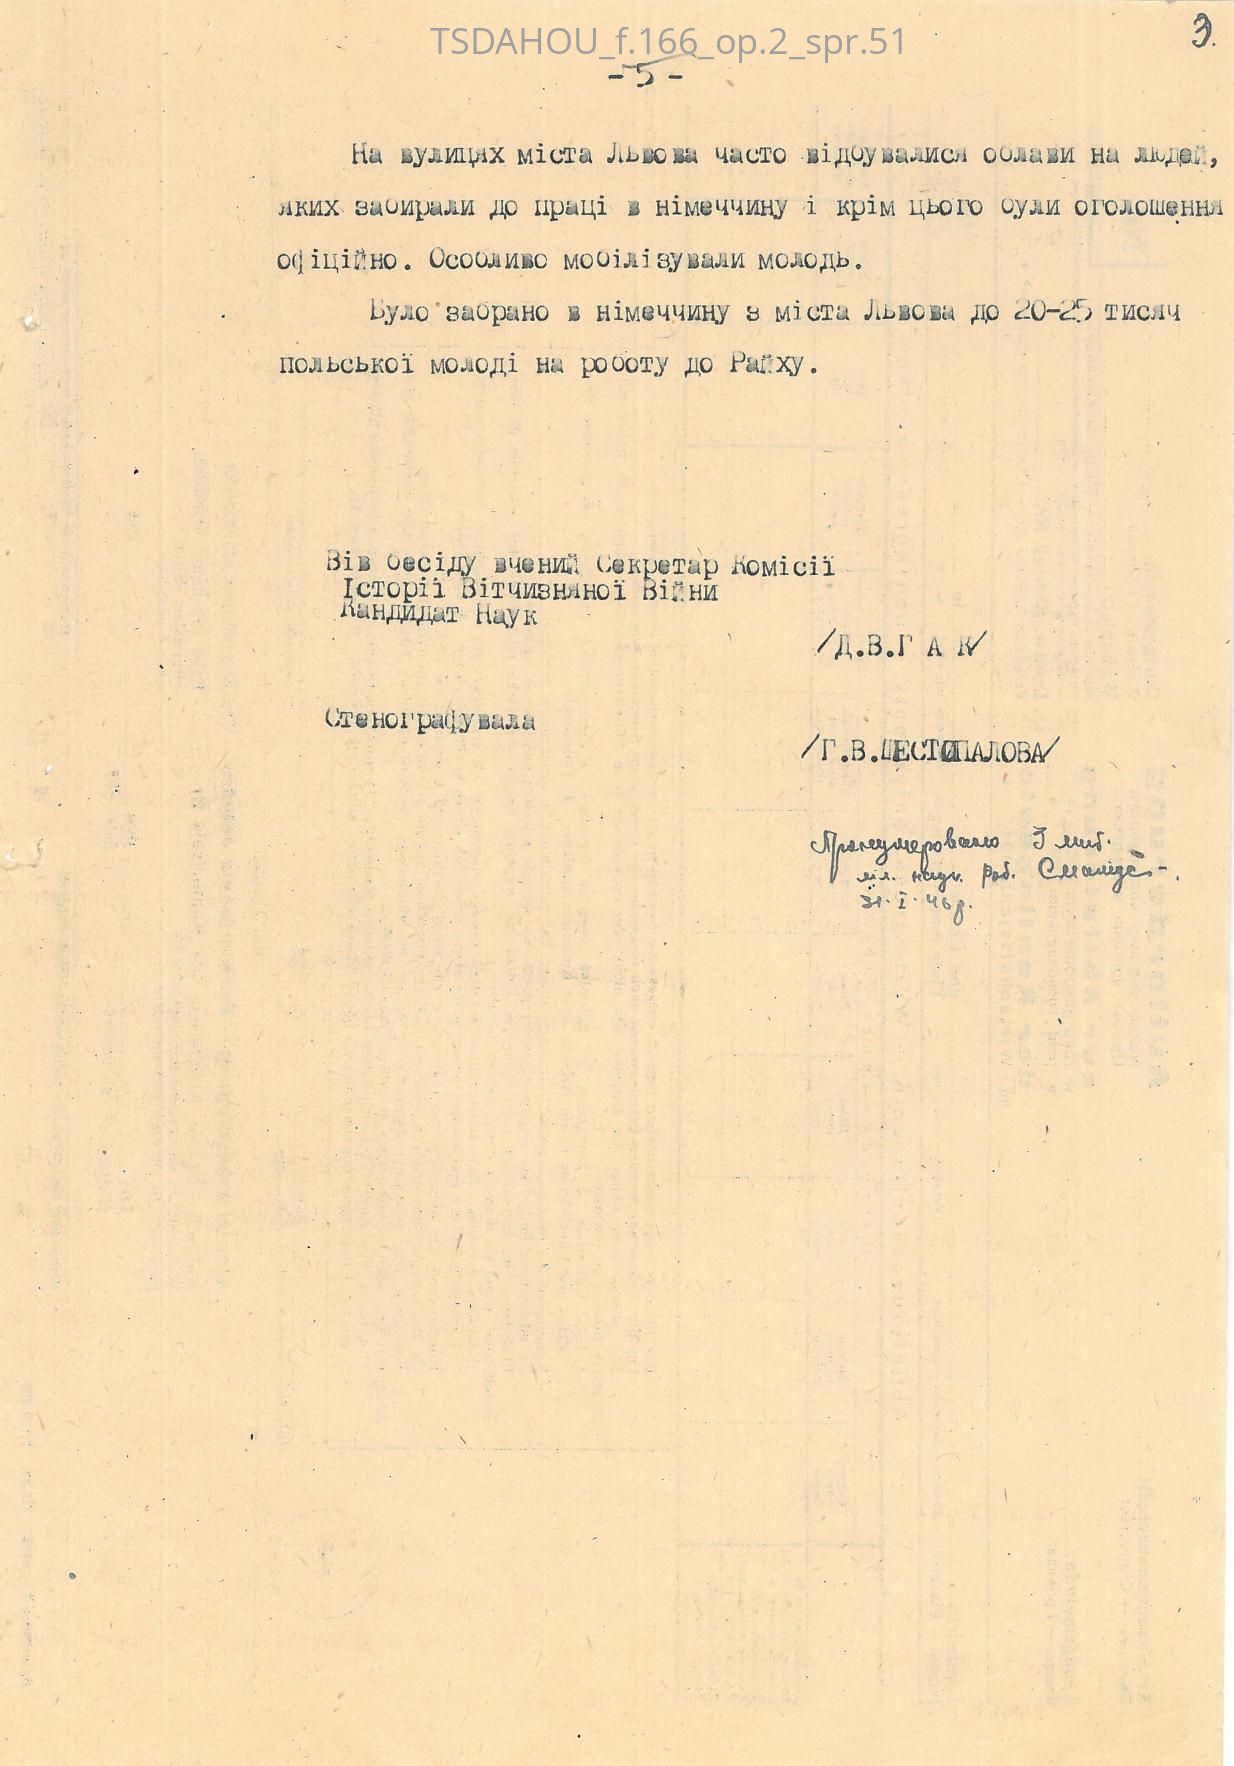 TSDAHOU_f.166_op.2_spr.51
3.
-5-
На вулицях міста Львова часто відбувалися облави на людей,
яких забирали до праці в німеччину і крім цього були оголошення
офіційно. Особливо мобілізували молодь.
Було забрано в німеччину з міста Львова до 20-25 тисяч
польської молоді на роботу до Райху.
Вів бесіду вчений Секретар Комісії
Історії Вітчизняної Війни
Кандидат Наук
/Д.В.Г А К/
Стенографувала
/Г.В.ШЕСТОПАЛОВА/
Пронумеровано 3 лист.
мл. наук. роб.
31.I.46р.